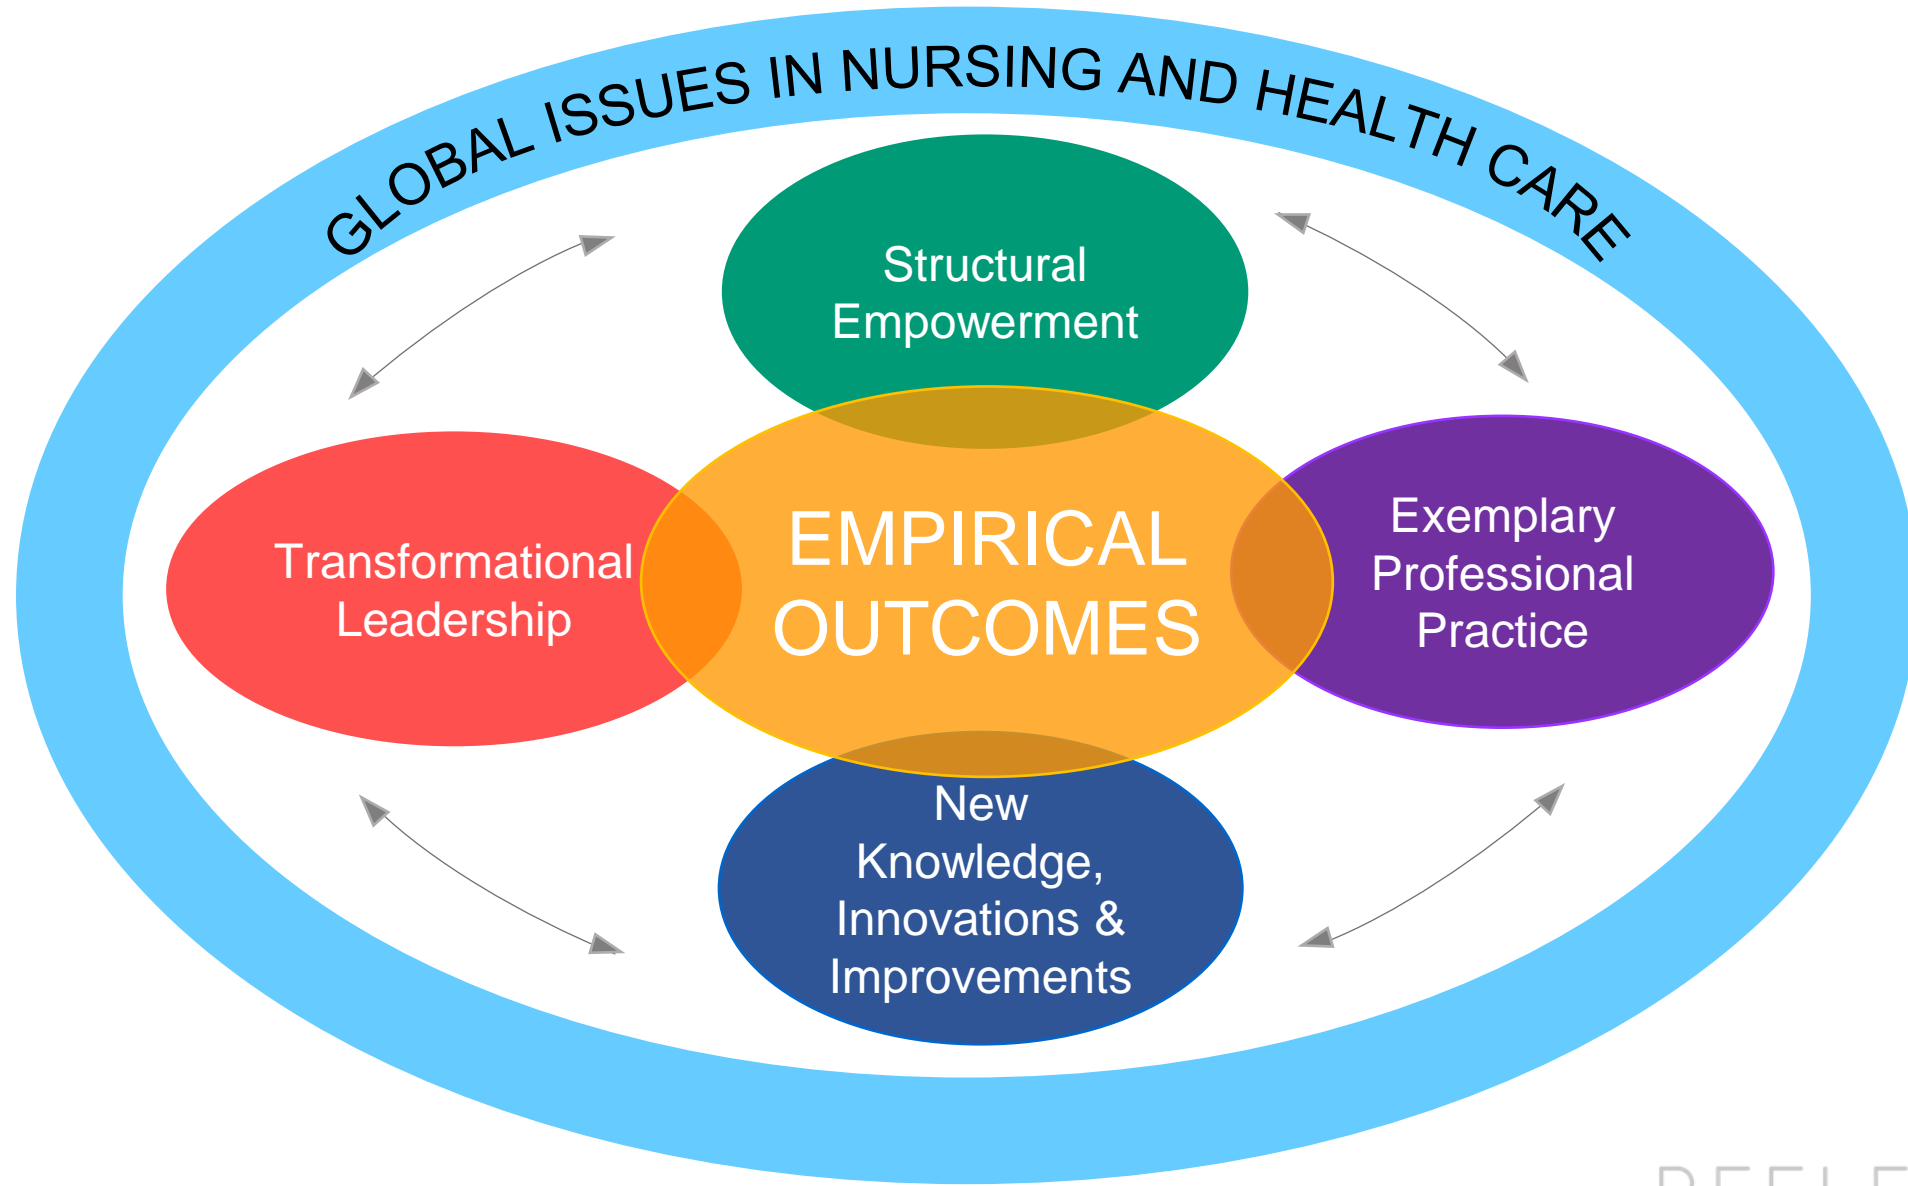 GLOBAL ISSUES IN NURSING AND HEALTH CARE
Structural
Empowerment
Transformational
Leadership
EMPIRICAL
OUTCOMES
Exemplary
Professional
Practice
New
Knowledge,
Innovations &
Improvements